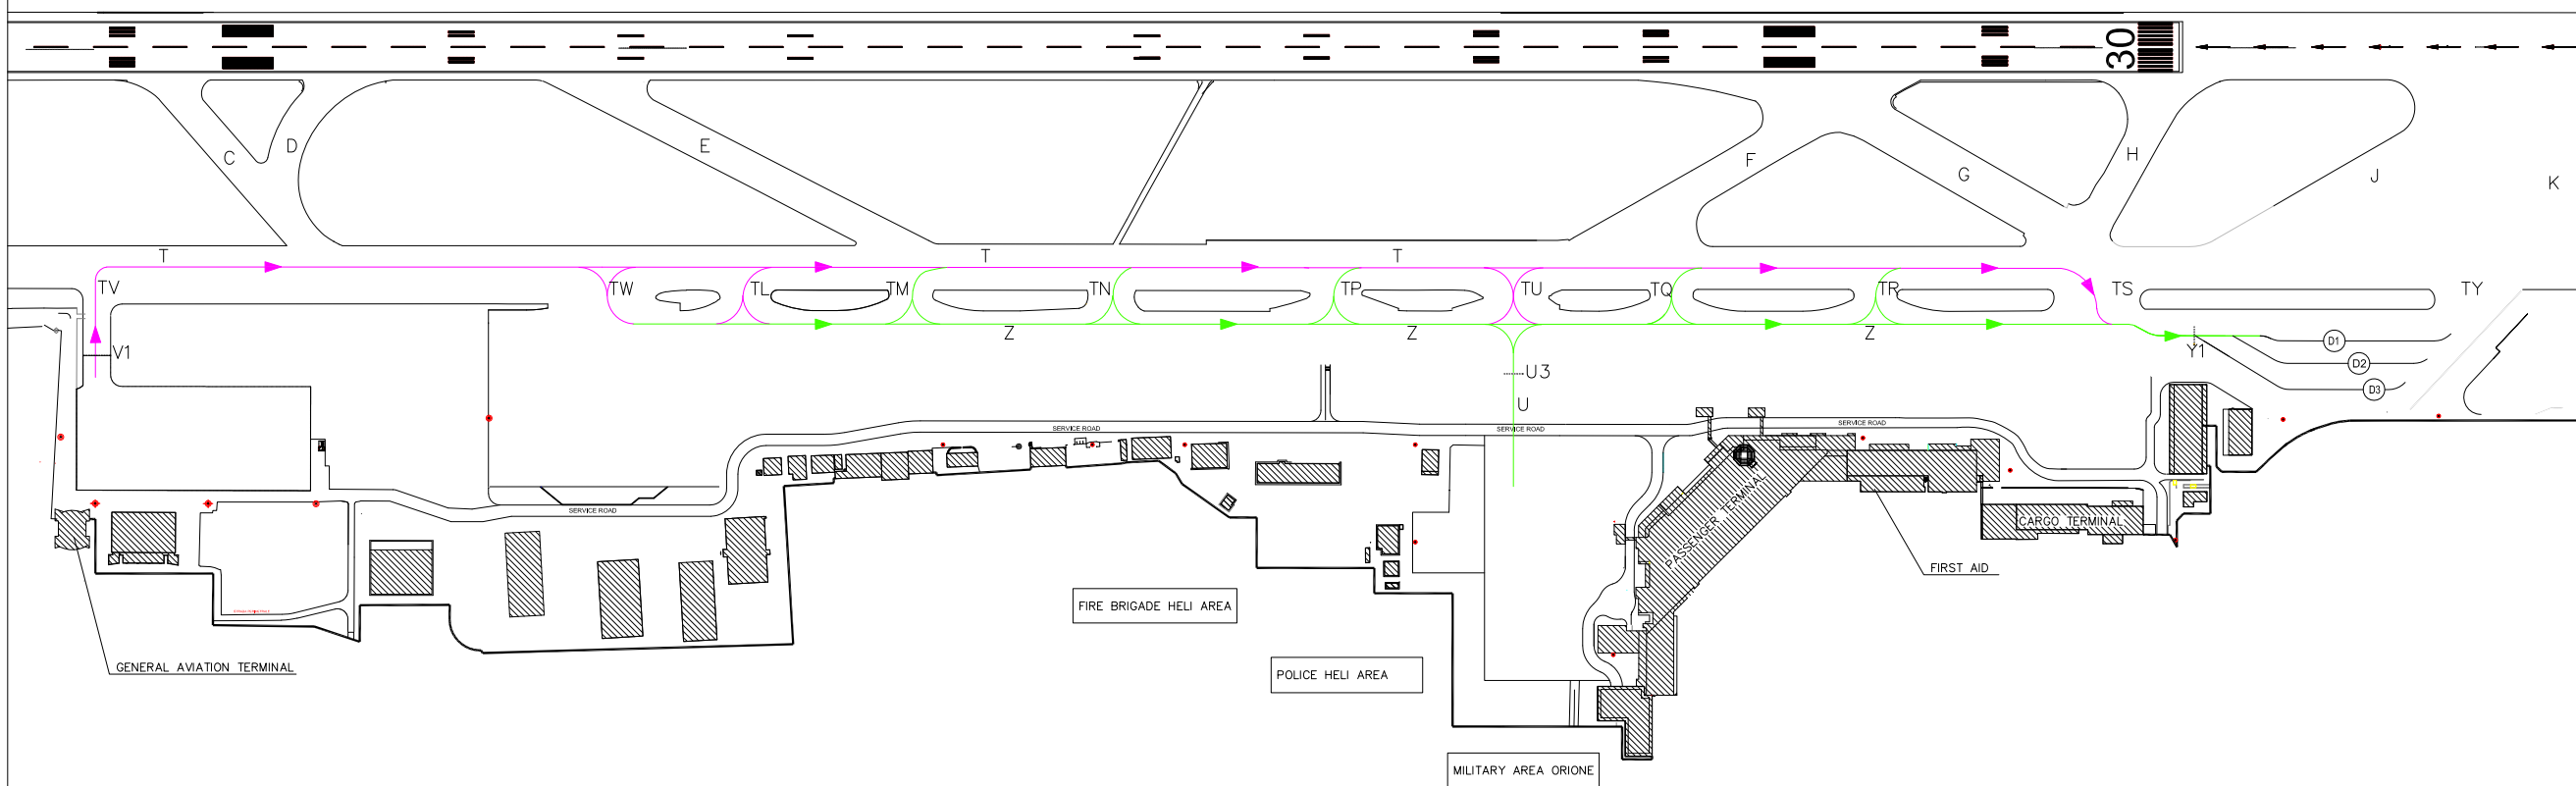 30
C
D
E
F
G
H
J
K
T
T
T
TV
TW
TL
TM
TN
TP
TU
TQ
TR
TS
TY
Z
Z
Z
V1
U3
U
Y1
D1
D2
D3
SERVICE ROAD
SERVICE ROAD
SERVICE ROAD
SERVICE ROAD
PASSENGER TERMINAL
CARGO TERMINAL
FIRST AID
FIRE BRIGADE HELI AREA
GENERAL AVIATION TERMINAL
POLICE HELI AREA
MILITARY AREA ORIONE